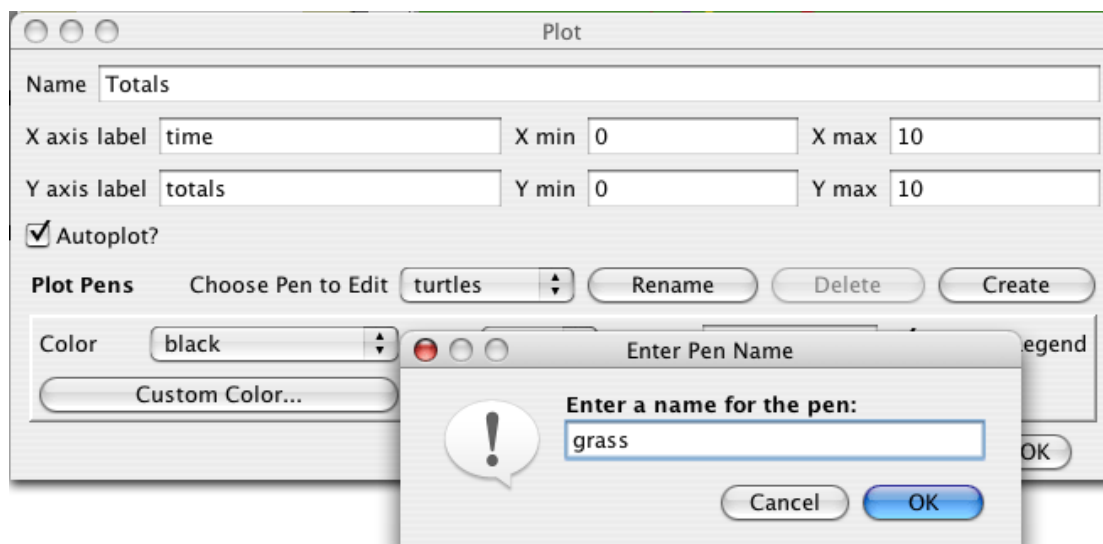 Plot
Name Totals
X axis label time X min 0 X max 10
Y axis label totals Y min 0 Y max 10
Autoplot?
Plot Pens Choose Pen to Edit turtles Rename Delete Create
Color black
Custom Color...
Enter Pen Name
Enter a name for the pen:
grass
Cancel OK
OK